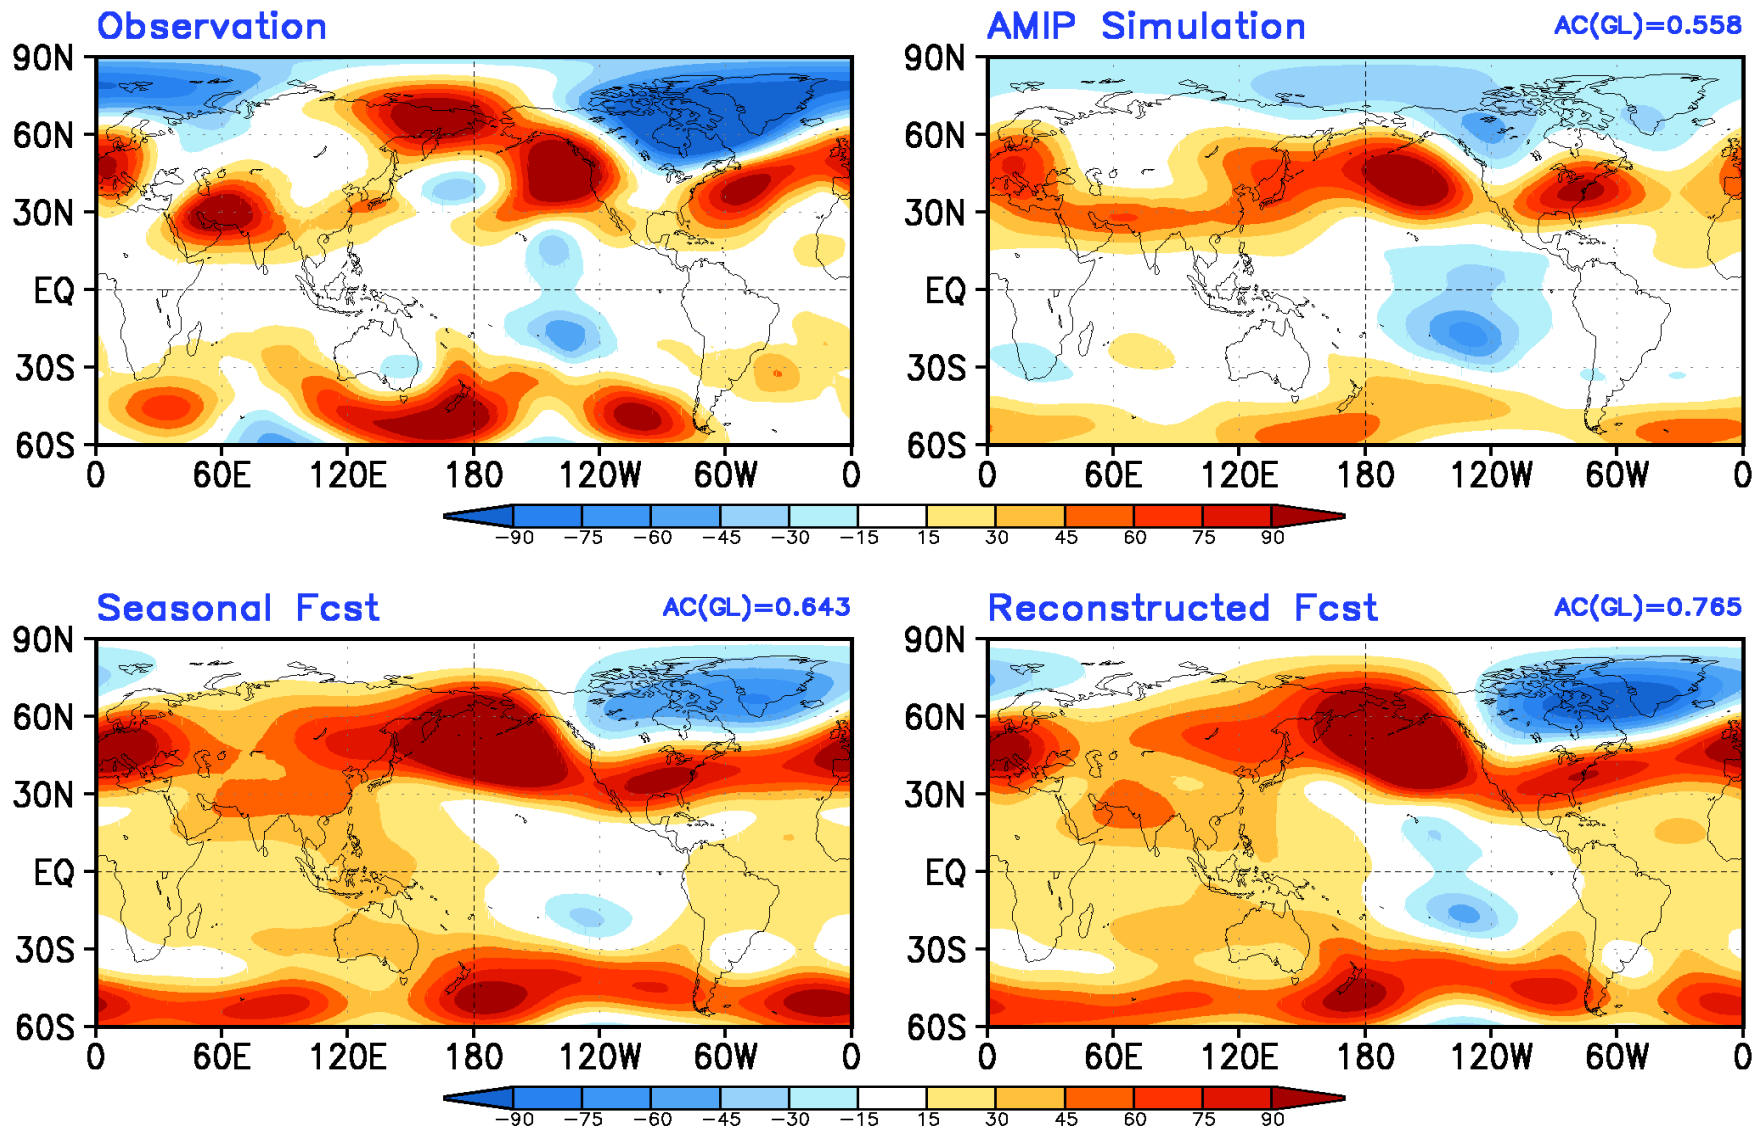 Observation
AMIP Simulation AC(GL)=0.558
90N 60N 30N EQ 30S 60S
0 60E 120E 180 120W 60W 0
90N 60N 30N EQ 30S 60S
0 60E 120E 180 120W 60W 0
-90 -75 -60 -45 -30 -15 15 30 45 60 75 90
Seasonal Fcst AC(GL)=0.643
Reconstructed Fcst AC(GL)=0.765
90N 60N 30N EQ 30S 60S
0 60E 120E 180 120W 60W 0
90N 60N 30N EQ 30S 60S
0 60E 120E 180 120W 60W 0
-90 -75 -60 -45 -30 -15 15 30 45 60 75 90